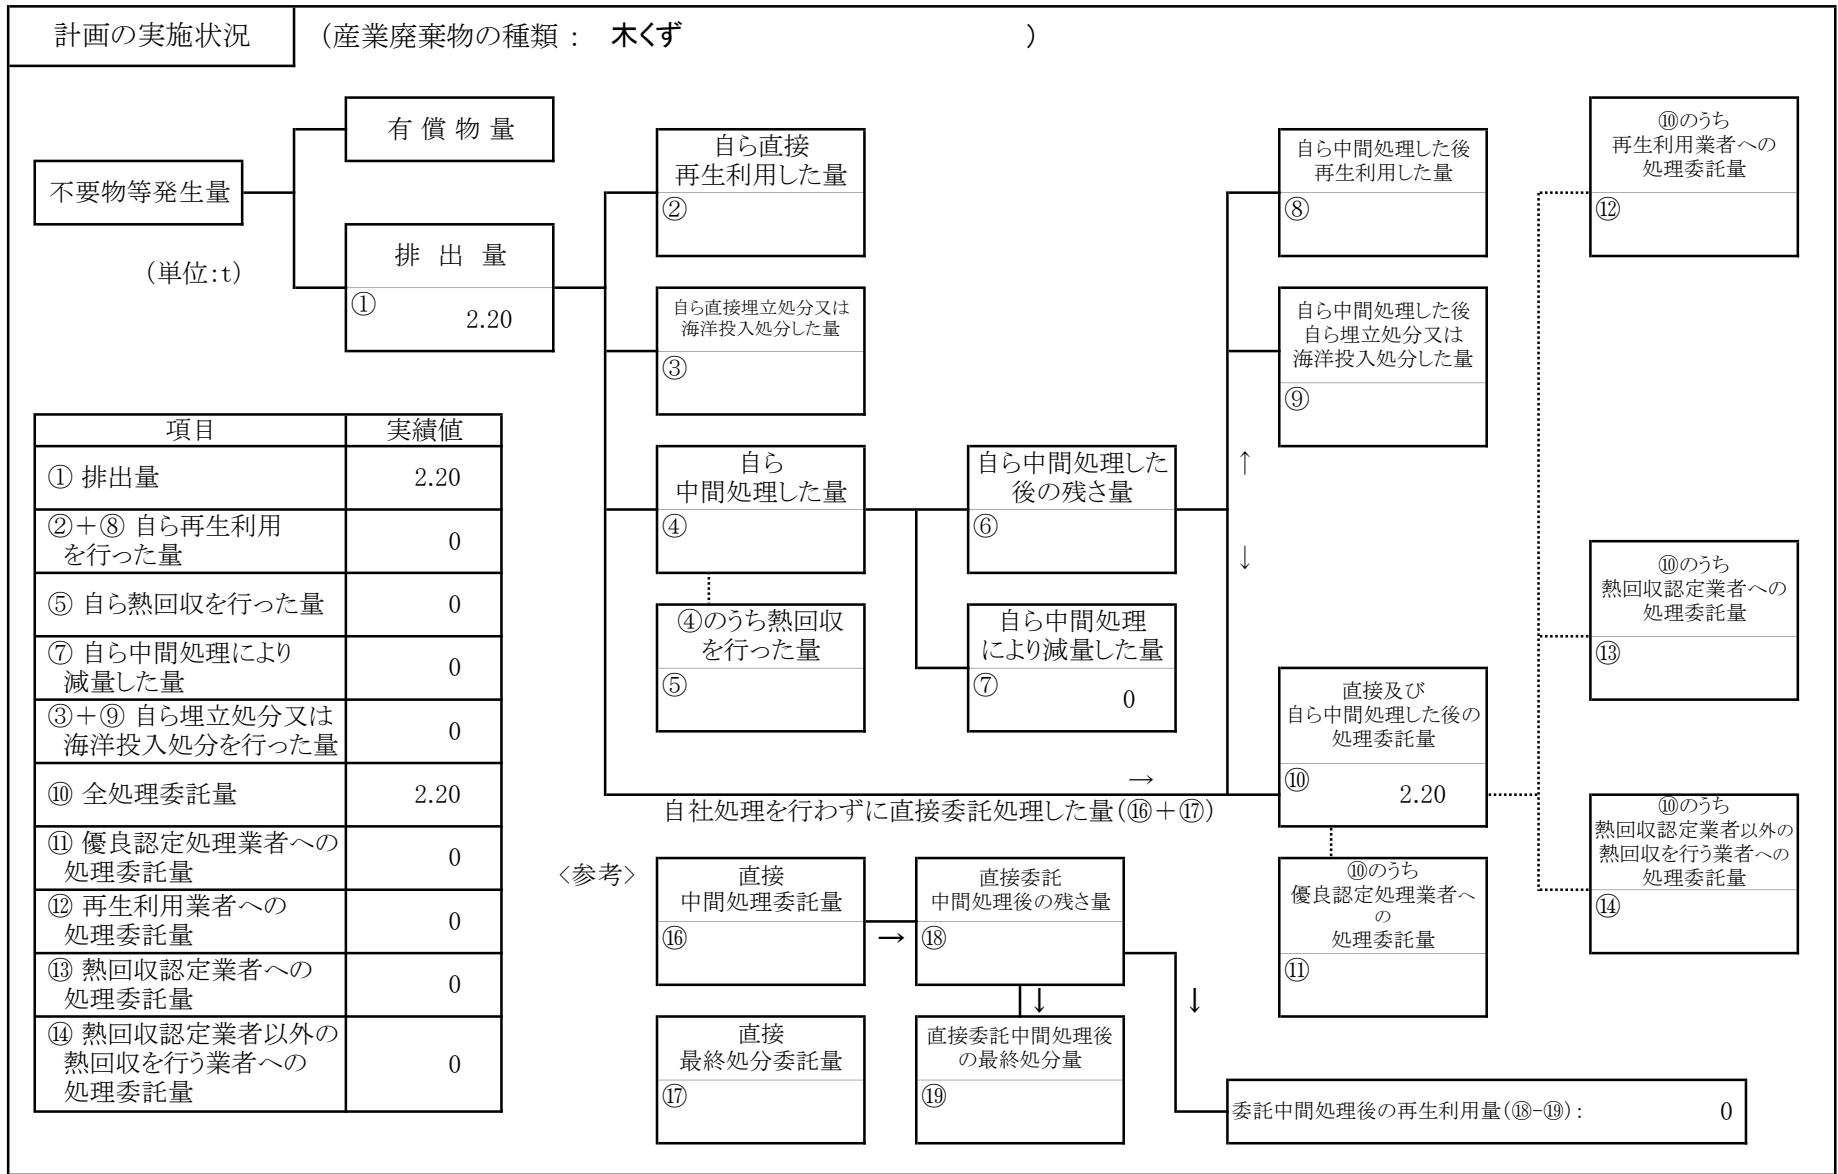 計画の実施状況
（産業廃棄物の種類： 木くず ）
有 償 物 量
不要物等発生量
（単位:t）
排 出 量
① 2.20
自ら直接
再生利用した量
②
自ら直接埋立処分又は
海洋投入処分した量
③
自ら
中間処理した量
④
④のうち熱回収
を行った量
⑤
自ら中間処理した
後の残さ量
⑥
自ら中間処理
により減量した量
⑦ 0
自ら中間処理した後
再生利用した量
⑧
自ら中間処理した後
自ら埋立処分又は
海洋投入処分した量
⑨
↑
↓
直接及び
自ら中間処理した後の
処理委託量
⑩ 2.20
→
自社処理を行わずに直接委託処理した量（⑯＋⑰）
⑩のうち
優良認定処理業者へ
の
処理委託量
⑪
⑩のうち
再生利用業者への
処理委託量
⑫
⑩のうち
熱回収認定業者への
処理委託量
⑬
⑩のうち
熱回収認定業者以外の
熱回収を行う業者への
処理委託量
⑭
項目 実績値
① 排出量 2.20
②＋⑧ 自ら再生利用
を行った量 0
⑤ 自ら熱回収を行った量 0
⑦ 自ら中間処理により
減量した量 0
③＋⑨ 自ら埋立処分又は
海洋投入処分を行った量 0
⑩ 全処理委託量 2.20
⑪ 優良認定処理業者への
処理委託量 0
⑫ 再生利用業者への
処理委託量 0
⑬ 熱回収認定業者への
処理委託量 0
⑭ 熱回収認定業者以外の
熱回収を行う業者への
処理委託量 0
〈参考〉
直接
中間処理委託量
⑯
→
直接委託
中間処理後の残さ量
⑱
↓
↓
直接
最終処分委託量
⑰
直接委託中間処理後
の最終処分量
⑲
委託中間処理後の再生利用量（⑱-⑲）： 0